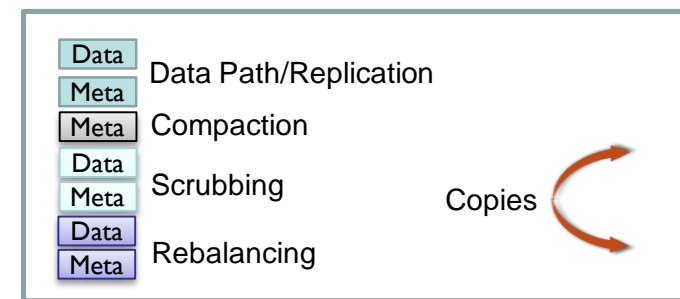 Data
Meta
Data Path/Replication
Meta Compaction
Data
Meta
Scrubbing
Data
Meta
Rebalancing
Copies